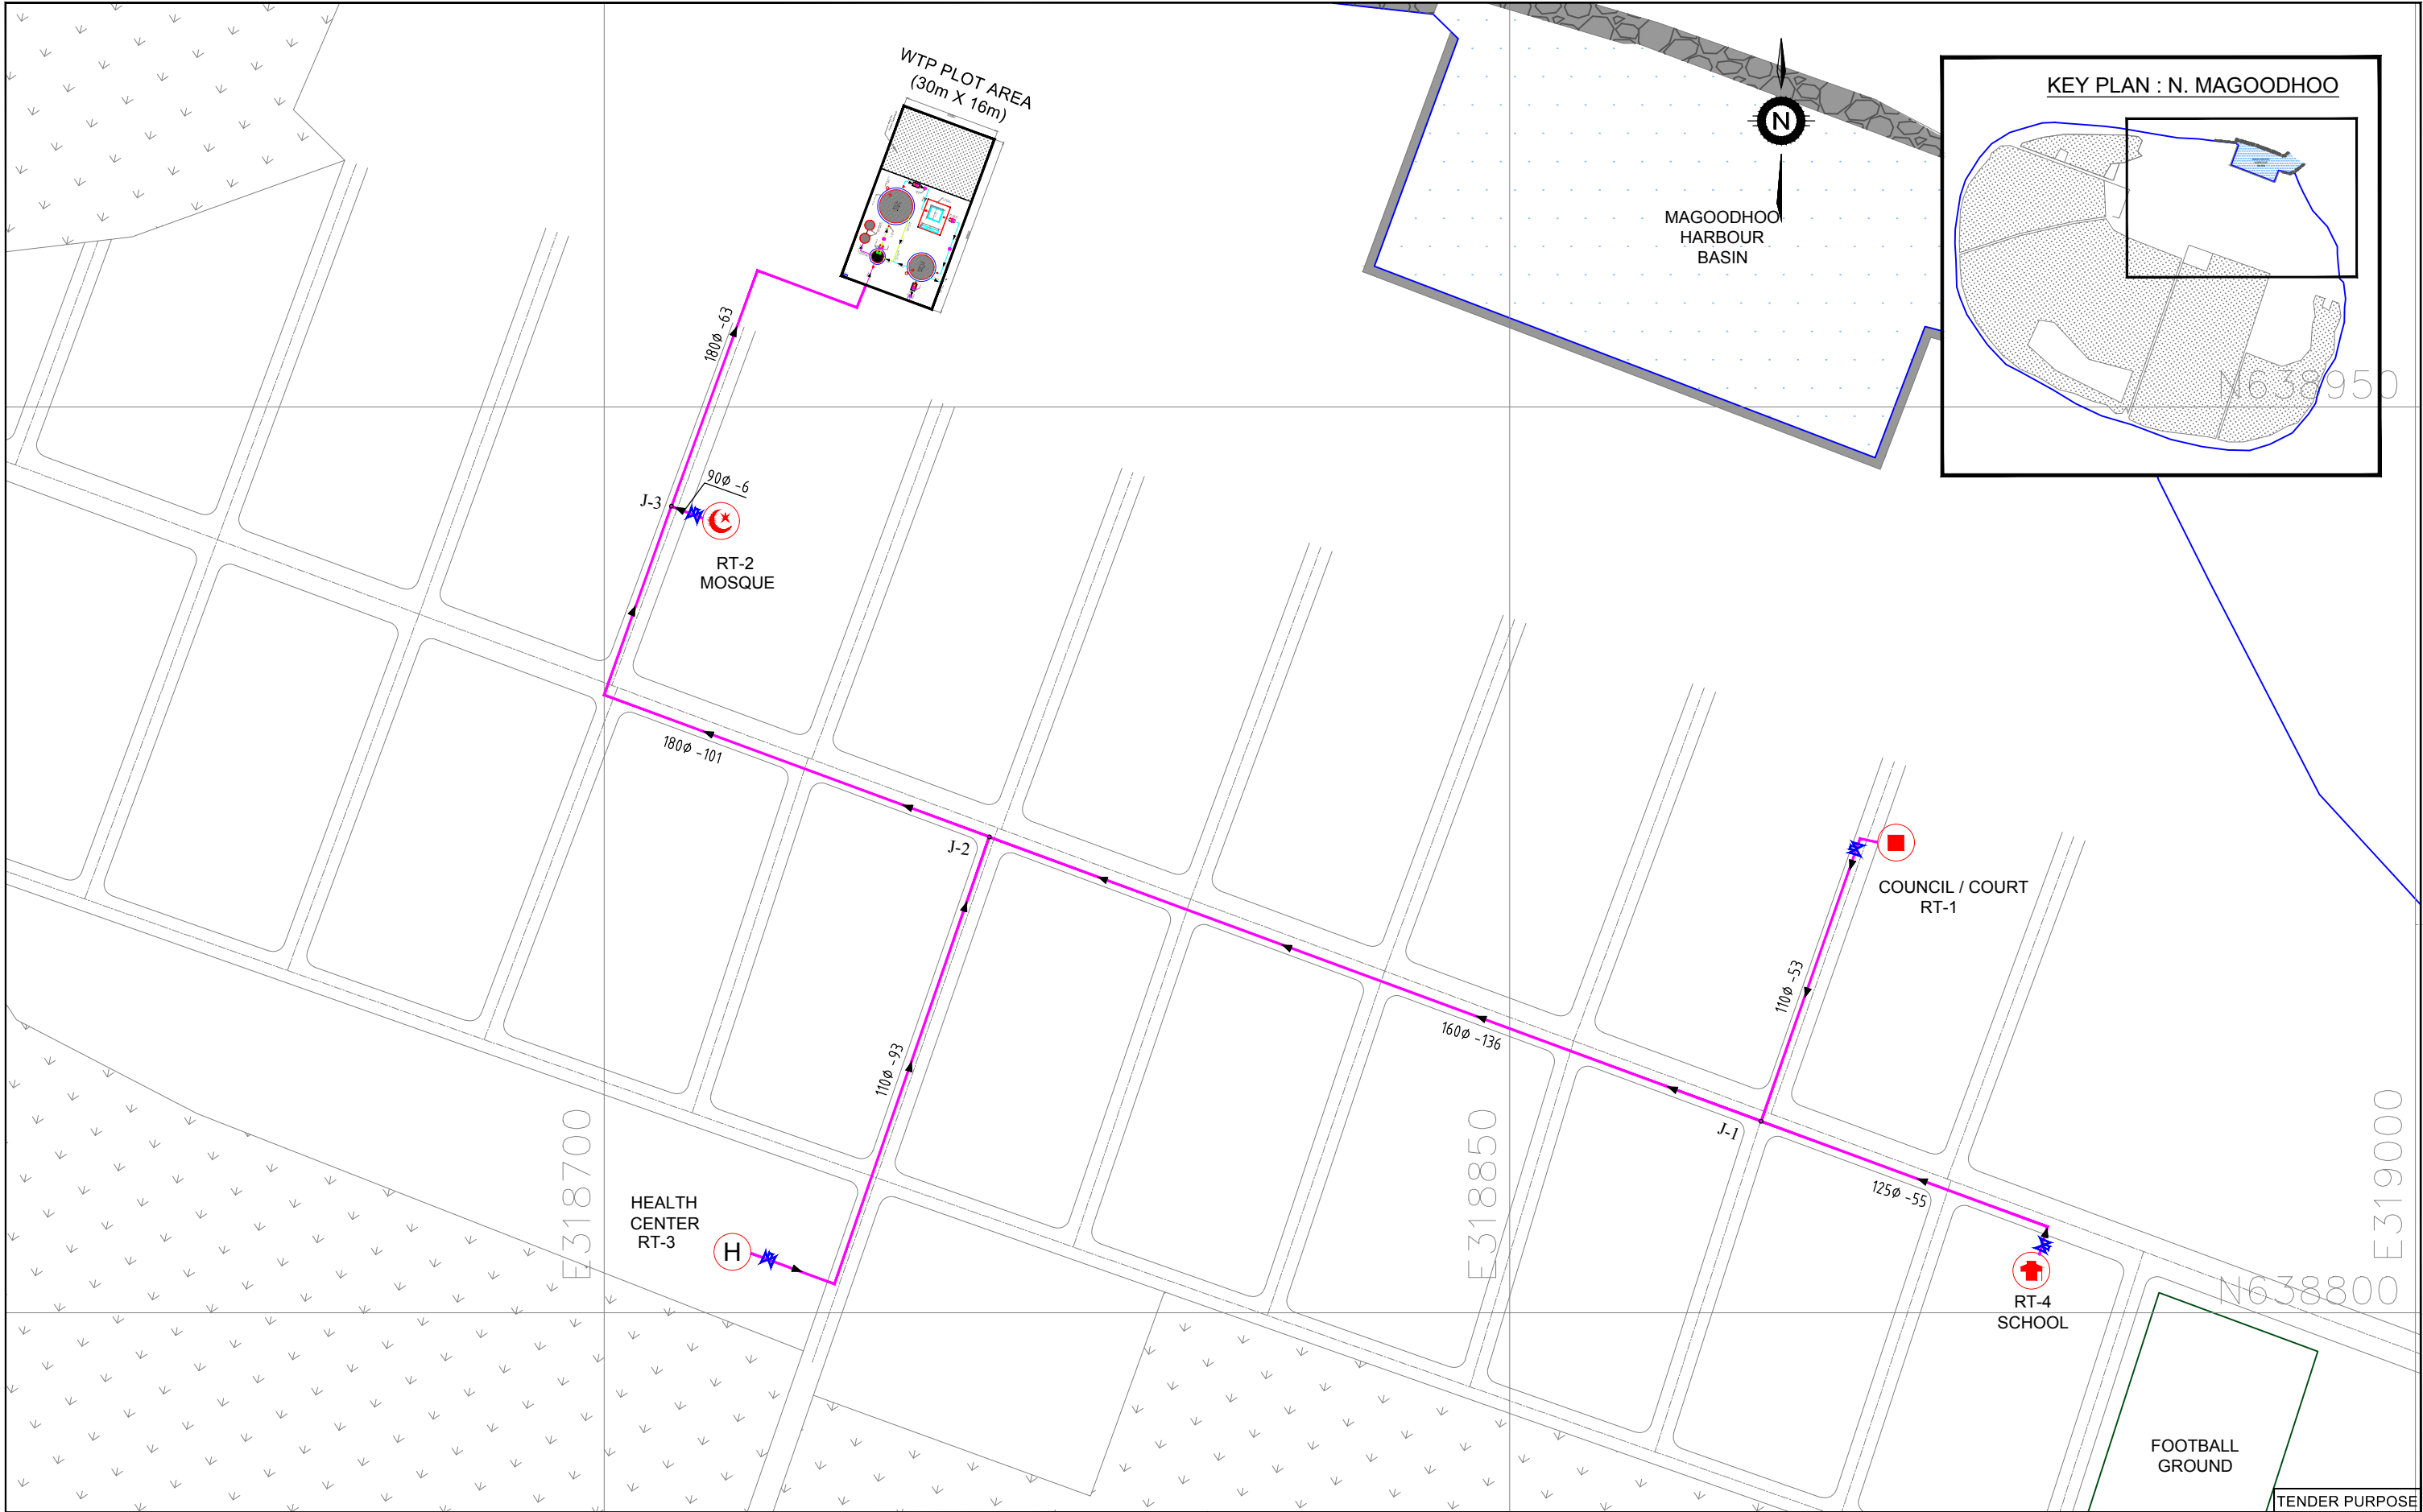 WTP PLOT AREA
(30m X 16m)
N
KEY PLAN : N. MAGOODHOO
MAGOODHOO
HARBOUR
BASIN
N638950
180Ø -63
90Ø -6
J-3
RT-2
MOSQUE
180Ø -101
J-2
COUNCIL / COURT
RT-1
110Ø -53
160Ø -136
110Ø -93
J-1
125Ø -55
E318700
E318850
E319000
HEALTH
CENTER
RT-3
H
N638800
RT-4
SCHOOL
FOOTBALL
GROUND
TENDER PURPOSE